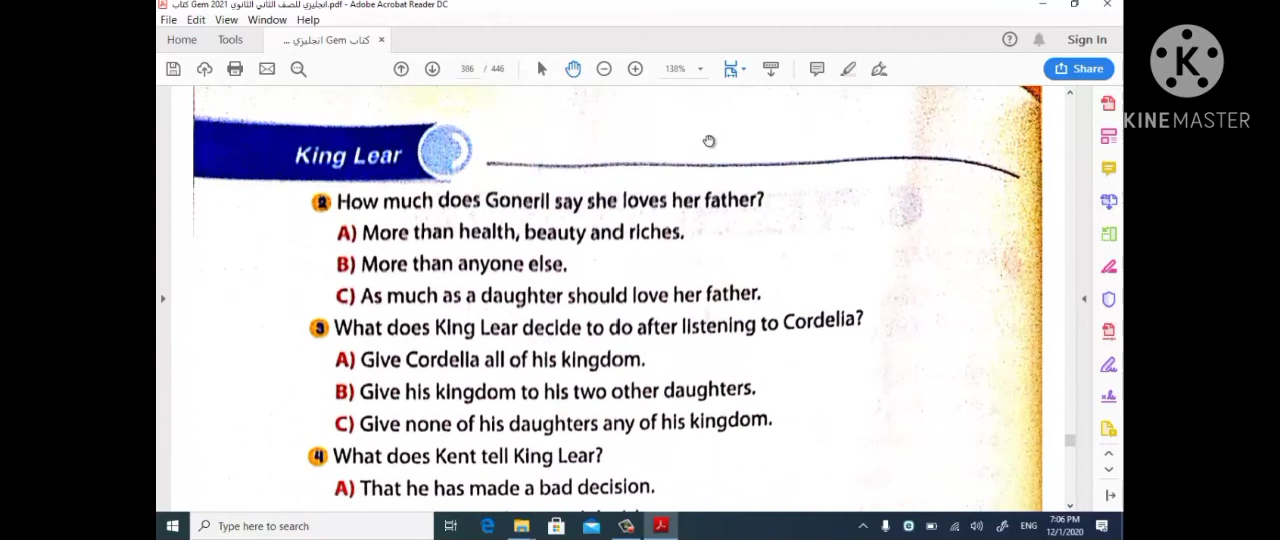 كتاب Gem انجليزي للصف الثاني الثانوي 2021.pdf - Adobe Acrobat Reader DC
File Edit View Window Help
Home Tools كتاب Gem انجليزي ... × Sign In
386 / 446 138% Share
K
KINEMASTER
King Lear
2 How much does Goneril say she loves her father?
A) More than health, beauty and riches.
B) More than anyone else.
C) As much as a daughter should love her father.
3 What does King Lear decide to do after listening to Cordelia?
A) Give Cordelia all of his kingdom.
B) Give his kingdom to his two other daughters.
C) Give none of his daughters any of his kingdom.
4 What does Kent tell King Lear?
A) That he has made a bad decision.
Type here to search ENG 7:06 PM
12/1/2020